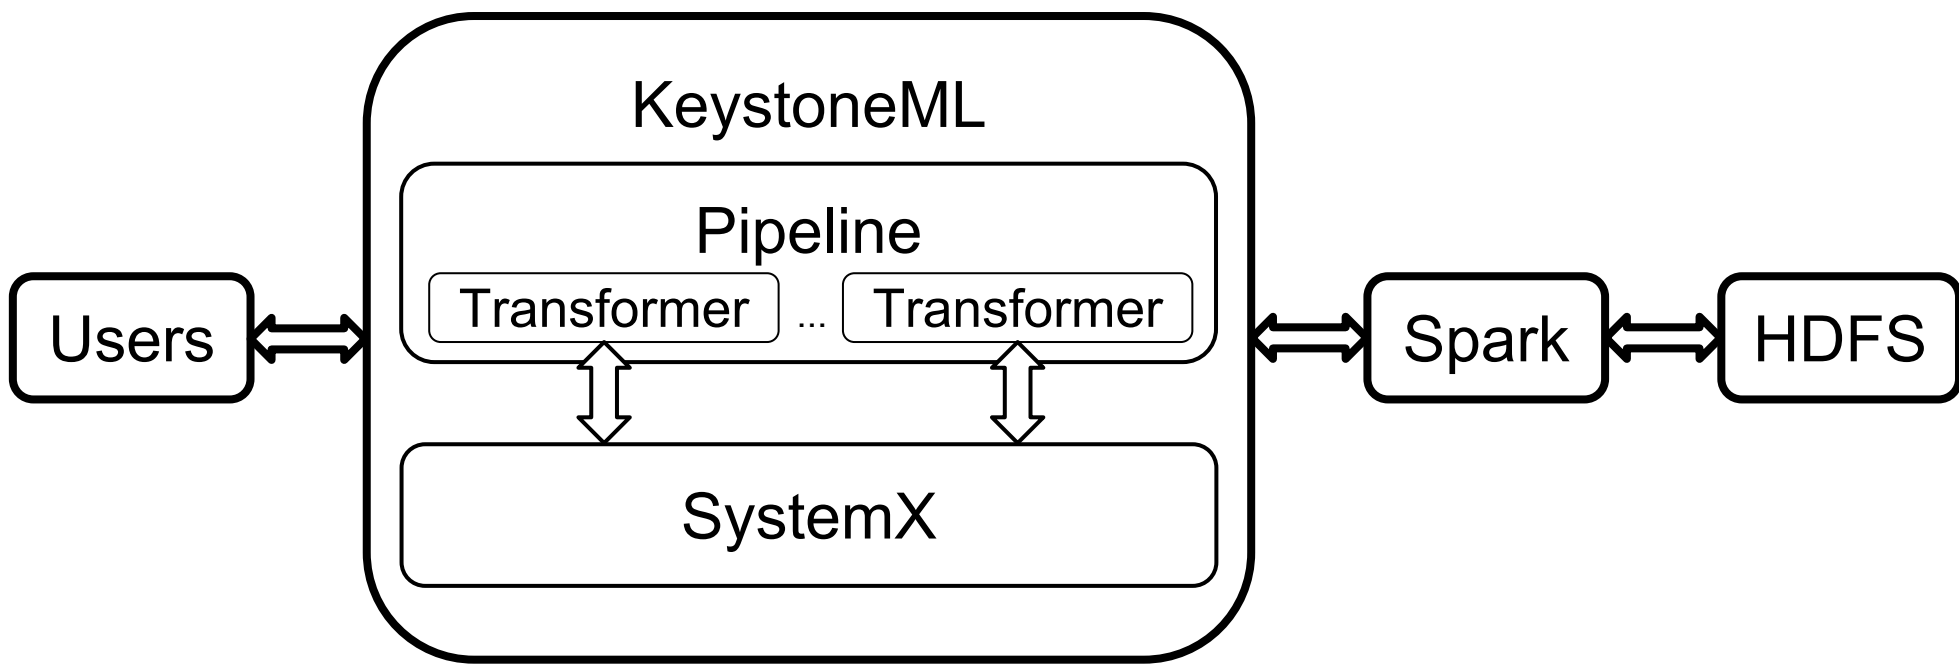 KeystoneML
Pipeline
Transformer ... Transformer
Users
Spark
HDFS
SystemX